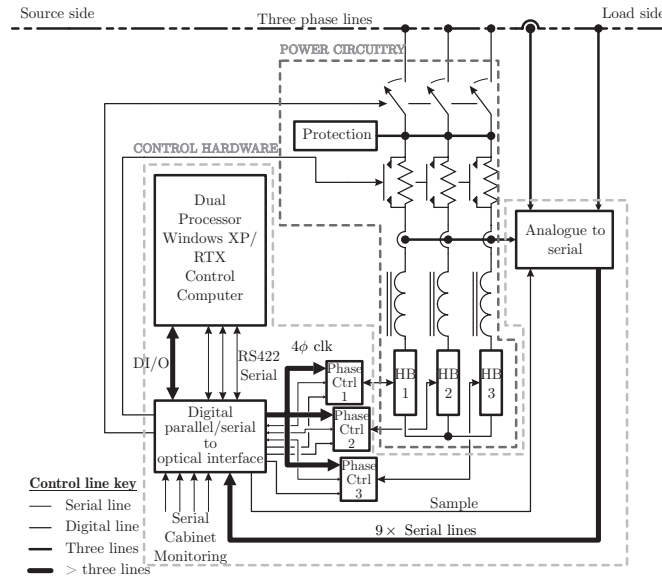 Source side
Three phase lines
Load side
POWER CIRCUITRY
Protection
CONTROL HARDWARE
Dual
Processor
Windows XP/
RTX
Control
Computer
Analogue to
serial
DI/O
RS422
Serial
4ϕ clk
Phase
Ctrl
1
HB
1
HB
2
HB
3
Digital
parallel/serial
to
optical interface
Phase
Ctrl
2
Phase
Ctrl
3
Control line key
Serial line
Digital line
Three lines
> three lines
Serial
Cabinet
Monitoring
Sample
9× Serial lines